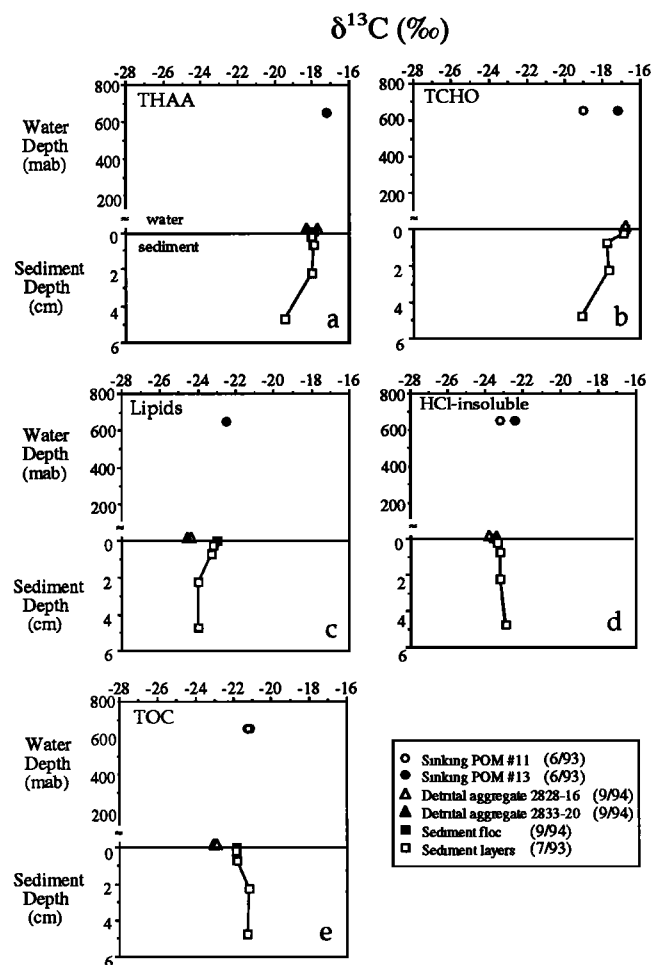 δ13C (‰)
-28 -26 -24 -22 -20 -18 -16
-28 -26 -24 -22 -20 -18 -16
THAA
TCHO
800
600
400
200
≈
0
2
4
6
Water
Depth
(mab)
water
sediment
Sediment
Depth
(cm)
a
800
600
400
200
≈
0
2
4
6
b
-28 -26 -24 -22 -20 -18 -16
-28 -26 -24 -22 -20 -18 -16
Lipids
HCl-insoluble
800
600
400
200
≈
0
2
4
6
Water
Depth
(mab)
Sediment
Depth
(cm)
c
800
600
400
200
≈
0
2
4
6
d
-28 -26 -24 -22 -20 -18 -16
TOC
800
600
400
200
≈
0
2
4
6
Water
Depth
(mab)
Sediment
Depth
(cm)
e
Sinking POM #11 (6/93)
Sinking POM #13 (6/93)
Detrital aggregate 2828-16 (9/94)
Detrital aggregate 2833-20 (9/94)
Sediment floc (9/94)
Sediment layers (7/93)